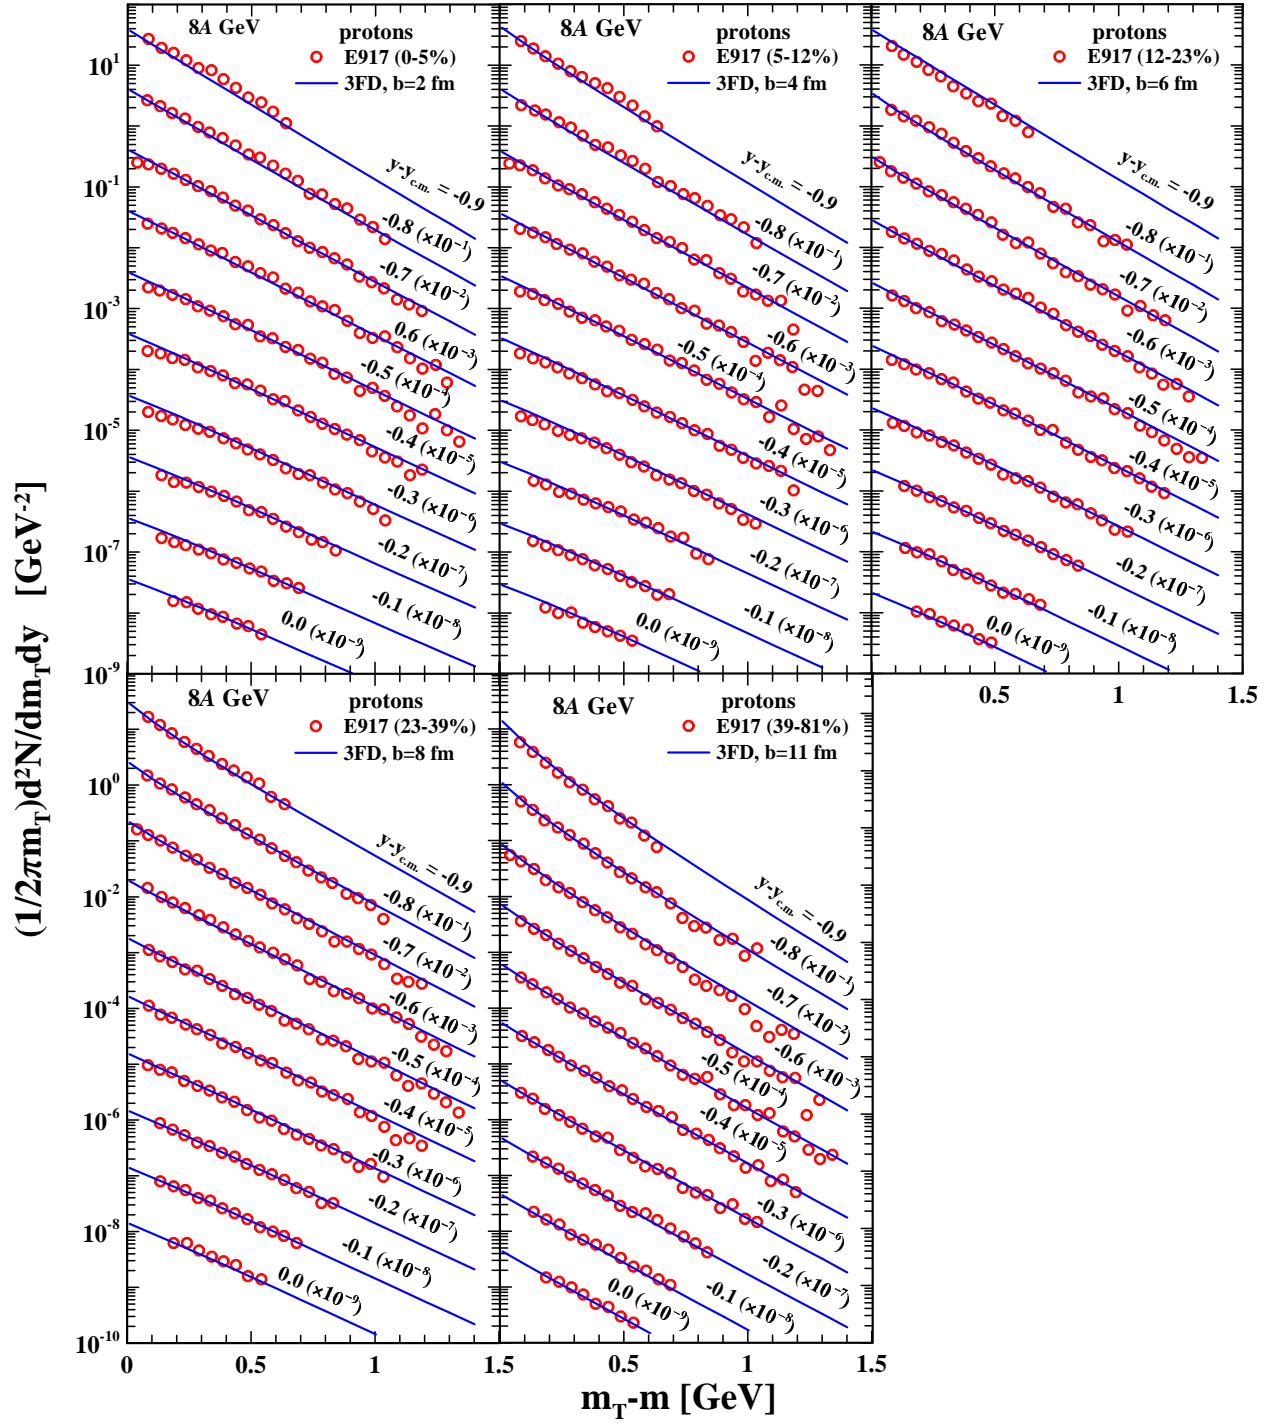 8A GeV
protons
E917 (0-5%)
3FD, b=2 fm
y-y_c.m. = -0.9
-0.8 (×10⁻¹)
-0.7 (×10⁻²)
0.6 (×10⁻³)
-0.5 (×10⁻⁴)
-0.4 (×10⁻⁵)
-0.3 (×10⁻⁶)
-0.2 (×10⁻⁷)
-0.1 (×10⁻⁸)
0.0 (×10⁻⁹)
8A GeV
protons
E917 (5-12%)
3FD, b=4 fm
y-y_c.m. = -0.9
-0.8 (×10⁻¹)
-0.7 (×10⁻²)
-0.6 (×10⁻³)
-0.5 (×10⁻⁴)
-0.4 (×10⁻⁵)
-0.3 (×10⁻⁶)
-0.2 (×10⁻⁷)
-0.1 (×10⁻⁸)
0.0 (×10⁻⁹)
8A GeV
protons
E917 (12-23%)
3FD, b=6 fm
y-y_c.m. = -0.9
-0.8 (×10⁻¹)
-0.7 (×10⁻²)
-0.6 (×10⁻³)
-0.5 (×10⁻⁴)
-0.4 (×10⁻⁵)
-0.3 (×10⁻⁶)
-0.2 (×10⁻⁷)
-0.1 (×10⁻⁸)
0.0 (×10⁻⁹)
10¹
10⁻¹
10⁻³
10⁻⁵
10⁻⁷
10⁻⁹
0.5 1 1.5
8A GeV
protons
E917 (23-39%)
3FD, b=8 fm
y-y_c.m. = -0.9
-0.8 (×10⁻¹)
-0.7 (×10⁻²)
-0.6 (×10⁻³)
-0.5 (×10⁻⁴)
-0.4 (×10⁻⁵)
-0.3 (×10⁻⁶)
-0.2 (×10⁻⁷)
-0.1 (×10⁻⁸)
0.0 (×10⁻⁹)
8A GeV
protons
E917 (39-81%)
3FD, b=11 fm
y-y_c.m. = -0.9
-0.8 (×10⁻¹)
-0.7 (×10⁻²)
-0.6 (×10⁻³)
-0.5 (×10⁻⁴)
-0.4 (×10⁻⁵)
-0.3 (×10⁻⁶)
-0.2 (×10⁻⁷)
-0.1 (×10⁻⁸)
0.0 (×10⁻⁹)
10⁰
10⁻²
10⁻⁴
10⁻⁶
10⁻⁸
10⁻¹⁰
0 0.5 1 1.5 0.5 1 1.5
m_T-m [GeV]
(1/2πm_T)d²N/dm_Tdy [GeV⁻²]